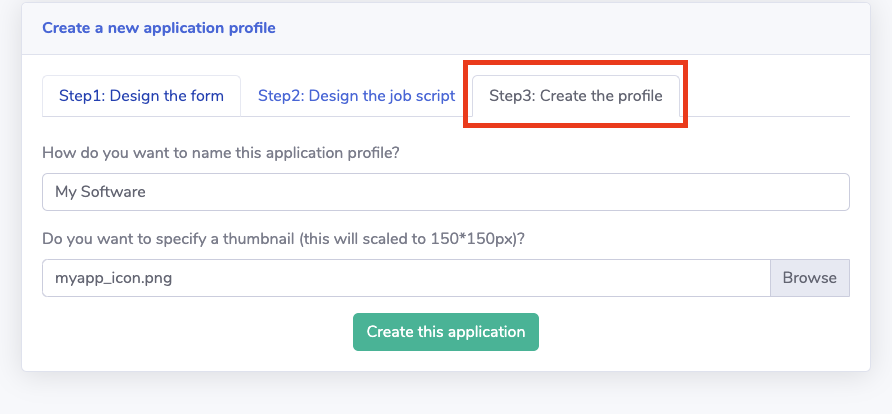 Create a new application profile
Step1: Design the form Step2: Design the job script Step3: Create the profile
How do you want to name this application profile?
My Software
Do you want to specify a thumbnail (this will scaled to 150*150px)?
myapp_icon.png Browse
Create this application